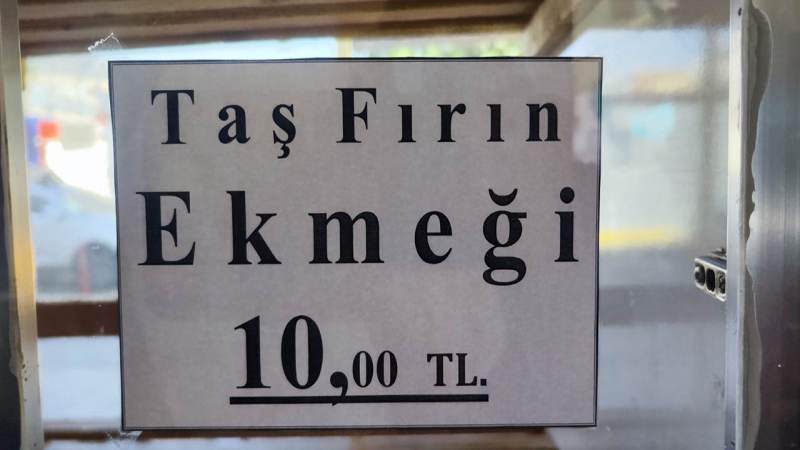 Taş Fırın
Ekmeği
10,00 TL.